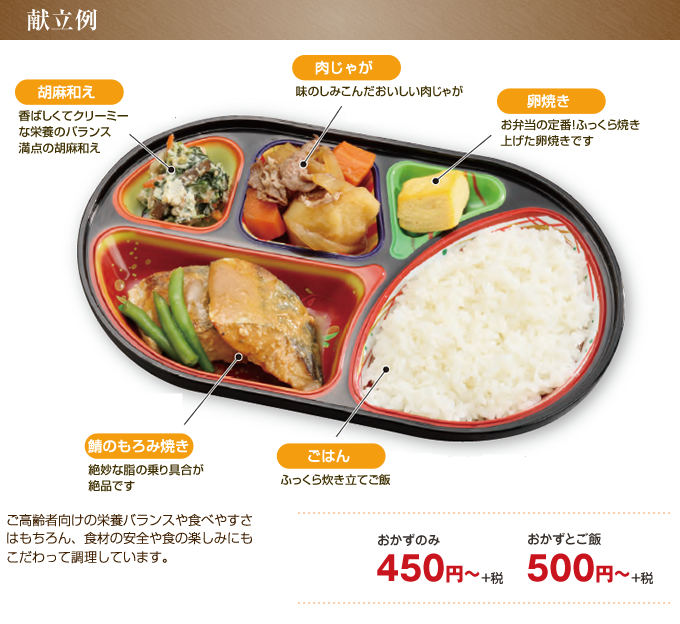 献立例
肉じゃが
味のしみこんだおいしい肉じゃが
胡麻和え
香ばしくてクリーミー
な栄養のバランス
満点の胡麻和え
卵焼き
お弁当の定番!ふっくら焼き
上げた卵焼きです
鯖のもろみ焼き
絶妙な脂の乗り具合が
絶品です
ごはん
ふっくら炊き立てご飯
ご高齢者向けの栄養バランスや食べやすさ
はもちろん、食材の安全や食の楽しみにも
こだわって調理しています。
おかずのみ
450円〜+税
おかずとご飯
500円〜+税